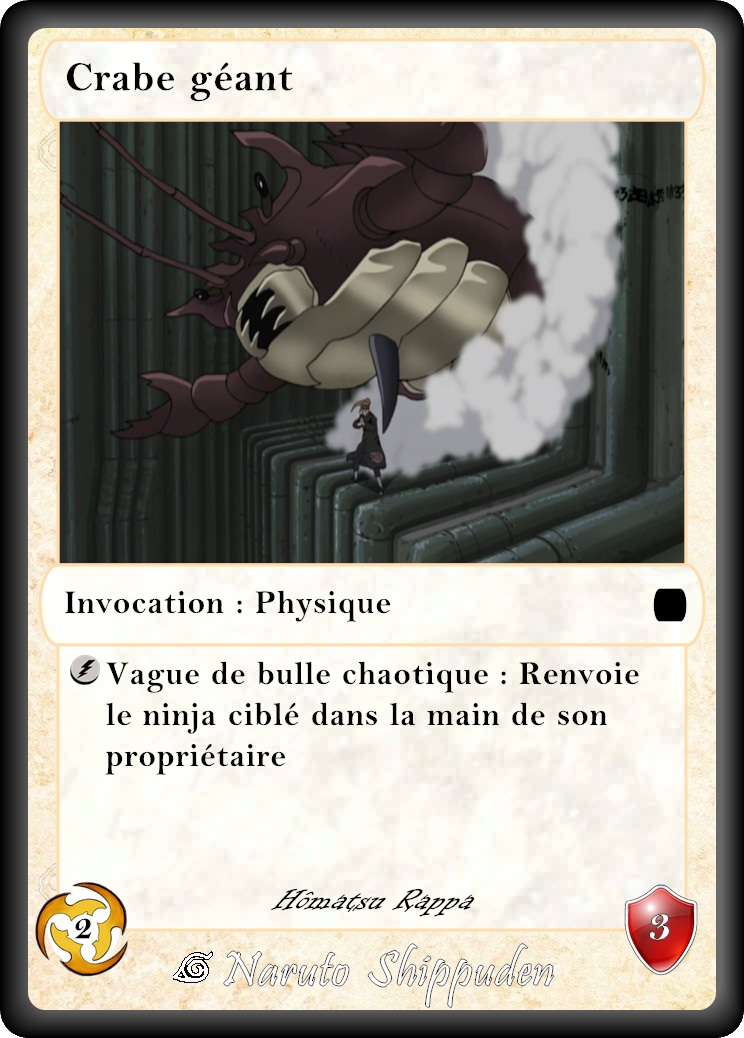 Crabe géant
Invocation : Physique
Vague de bulle chaotique : Renvoie
le ninja ciblé dans la main de son
propriétaire
Hômatsu Rappa
2
3
Naruto Shippuden